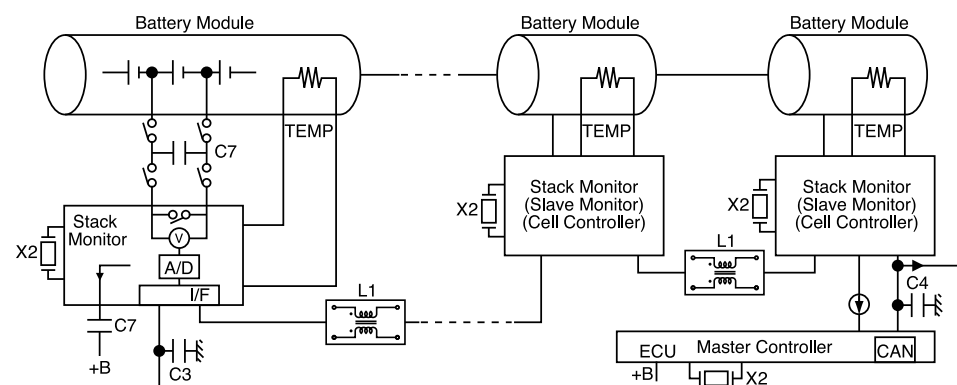 Battery Module
Battery Module
Battery Module
TEMP
TEMP
TEMP
C7
Stack
Monitor
X2
V
A/D
I/F
C7
+B
C3
L1
X2
Stack Monitor
(Slave Monitor)
(Cell Controller)
L1
X2
Stack Monitor
(Slave Monitor)
(Cell Controller)
C4
ECU
Master Controller
CAN
+B
X2